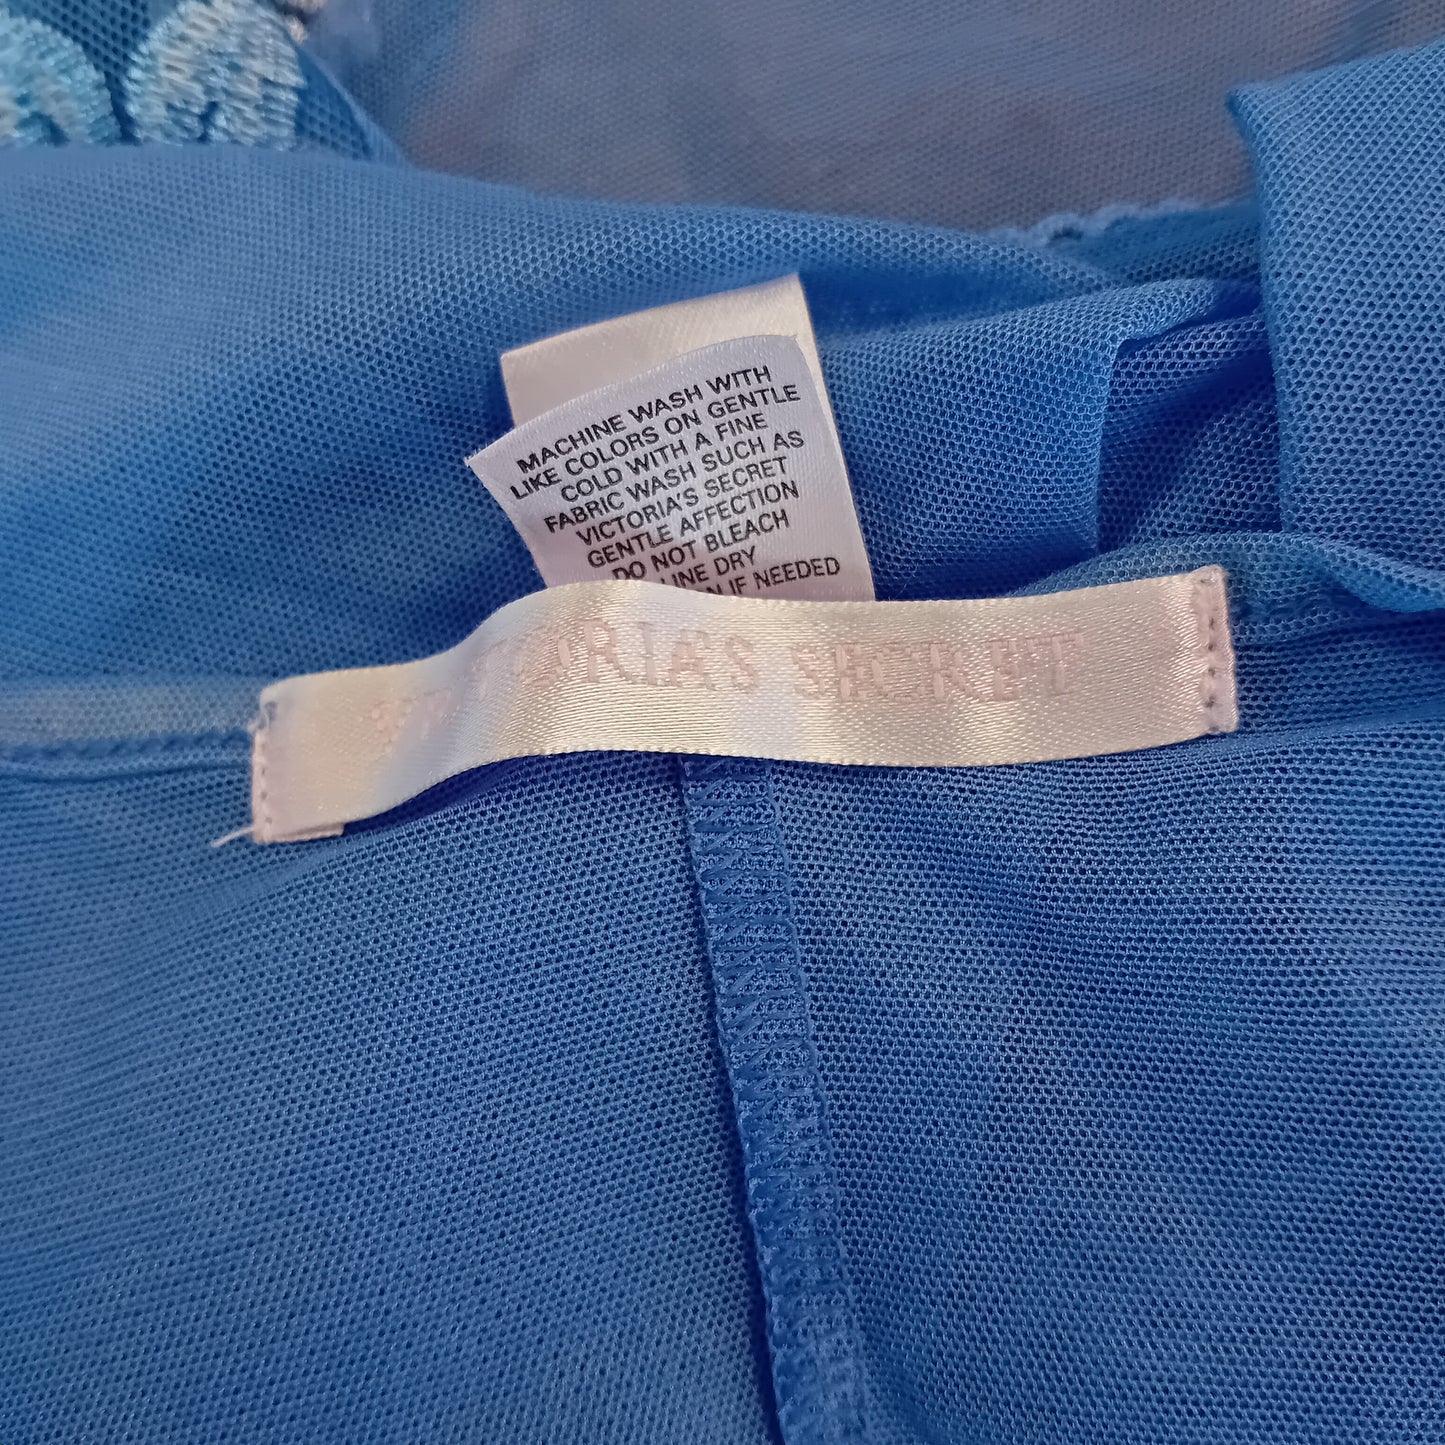 MACHINE WASH WITH
LIKE COLORS ON GENTLE
COLD WITH A FINE
FABRIC WASH SUCH AS
VICTORIA'S SECRET
GENTLE AFFECTION
DO NOT BLEACH
LINE DRY
IF NEEDED
VICTORIA'S SECRET